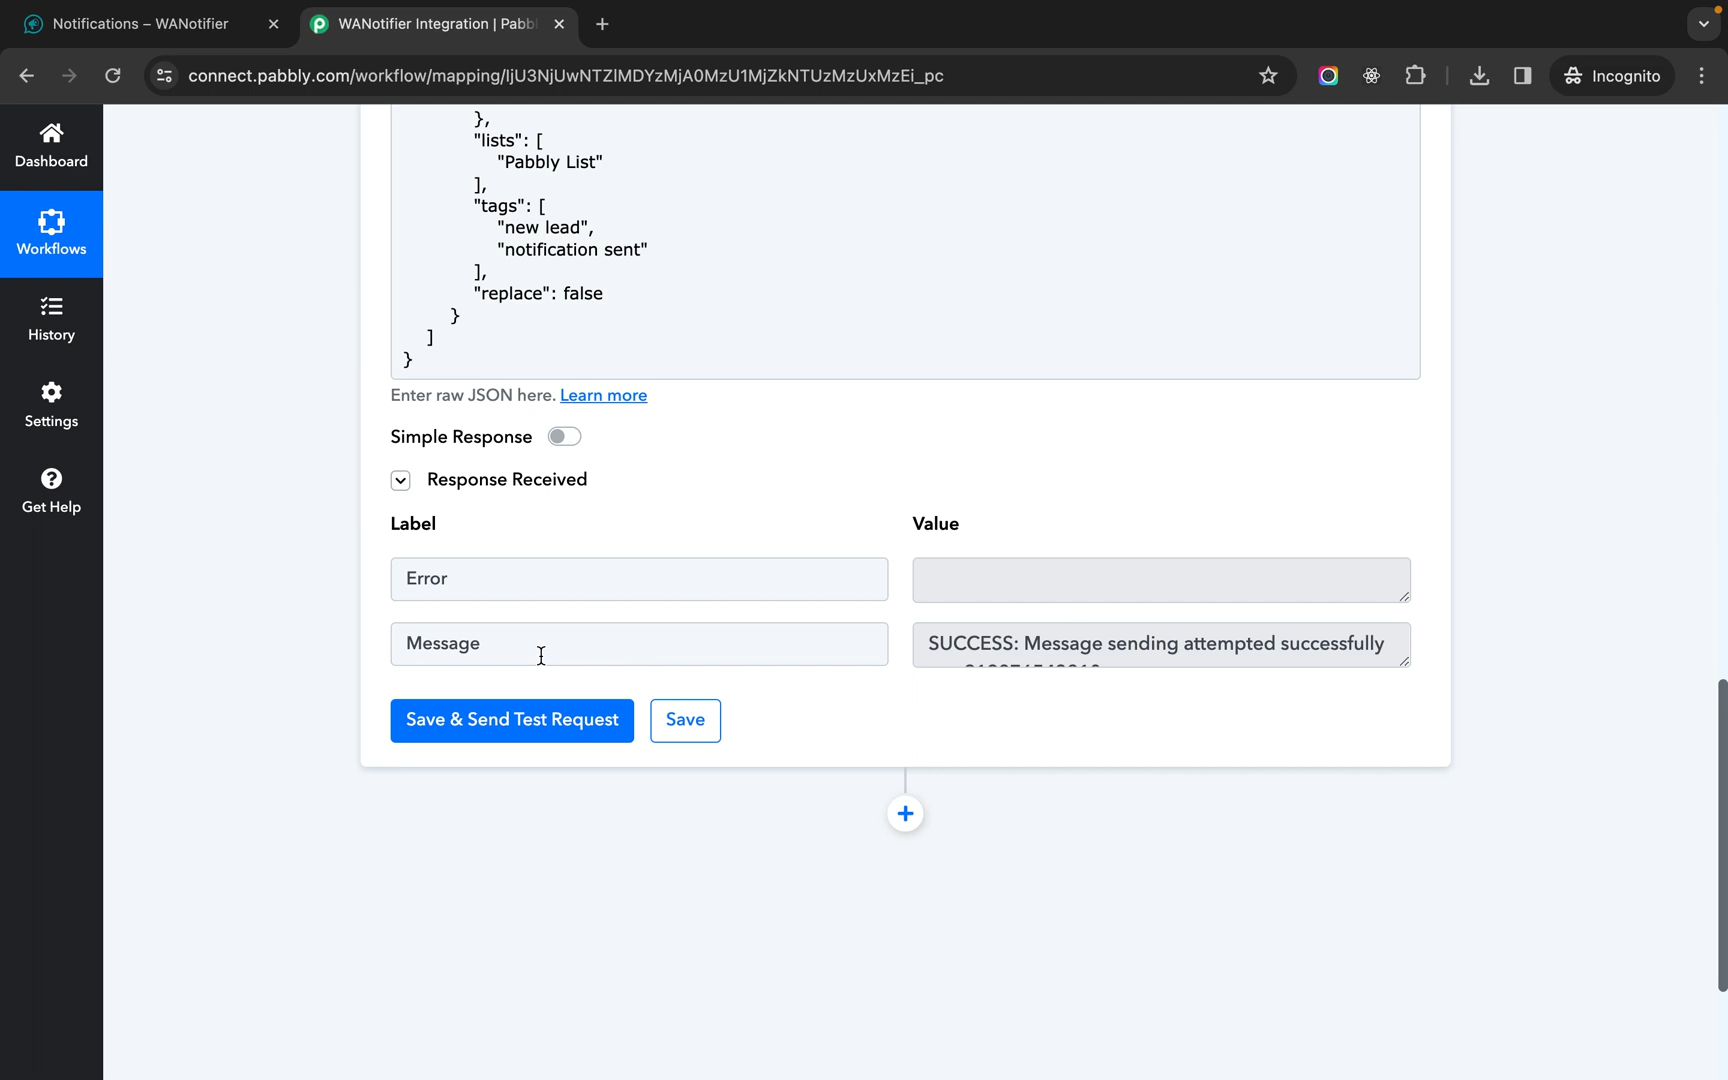 Notifications – WANotifier
WANotifier Integration | Pabb
connect.pabbly.com/workflow/mapping/IjU3NjUwNTZlMDYzMjA0MzU1MjZkNTUzMzUxMzEi_pc
Incognito
Dashboard
Workflows
History
Settings
Get Help
},
"lists": [
"Pabbly List"
],
"tags": [
"new lead",
"notification sent"
],
"replace": false
}
]
}
Enter raw JSON here. Learn more
Simple Response
Response Received
Label Value
Error
Message SUCCESS: Message sending attempted successfully
Save & Send Test Request Save